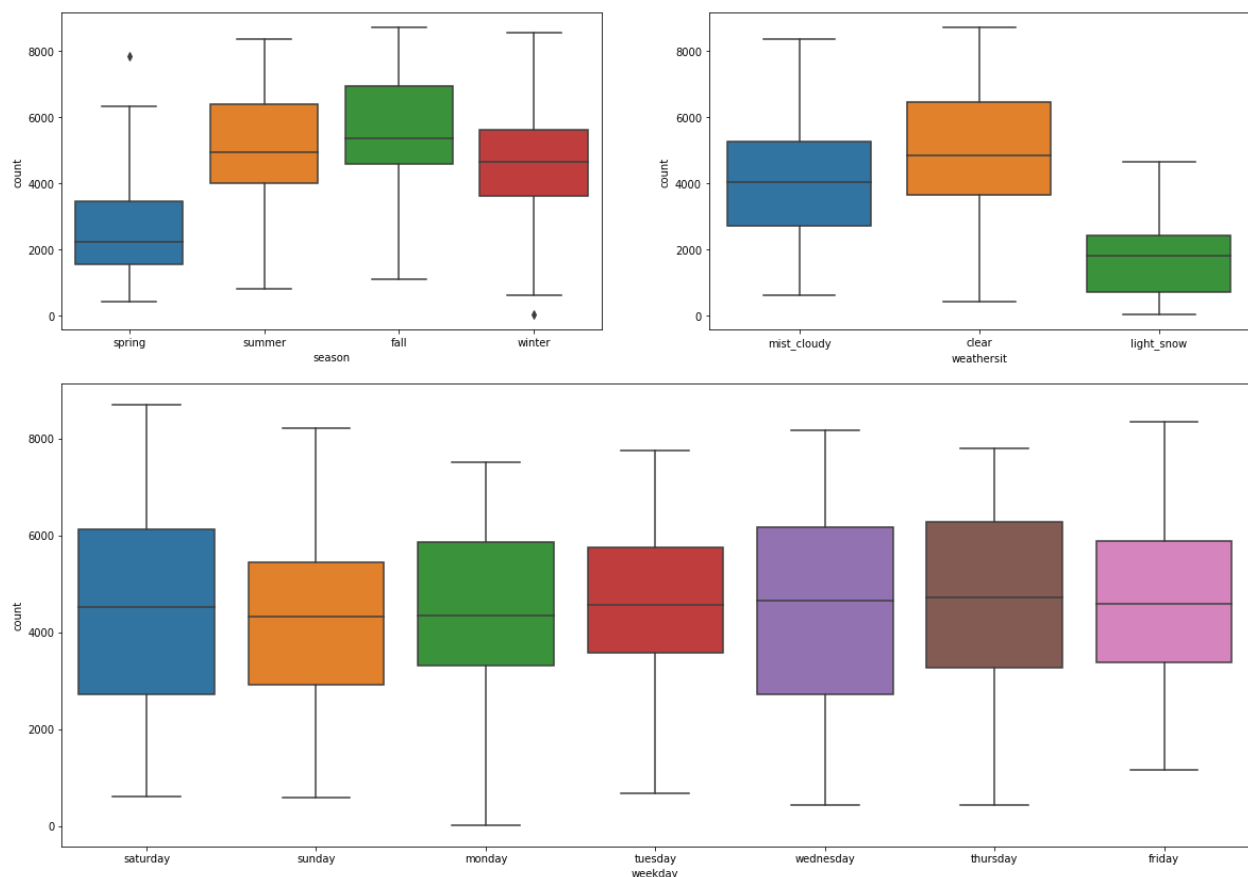 8000
6000
4000
2000
0
count
spring summer fall winter
season
8000
6000
4000
2000
0
count
mist_cloudy clear light_snow
weathersit
8000
6000
4000
2000
0
count
saturday sunday monday tuesday wednesday thursday friday
weekday